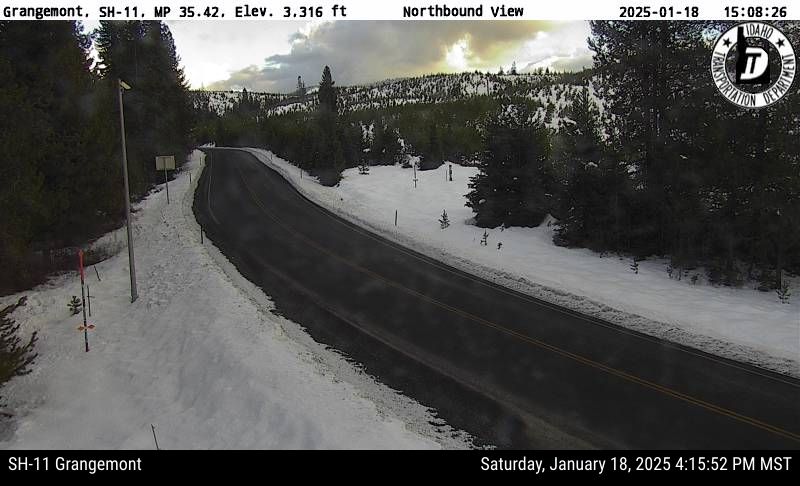 Grangemont, SH-11, MP 35.42, Elev. 3,316 ft Northbound View 2025-01-18 15:08:26
IDAHO
TRANSPORTATION DEPARTMENT
SH-11 Grangemont Saturday, January 18, 2025 4:15:52 PM MST